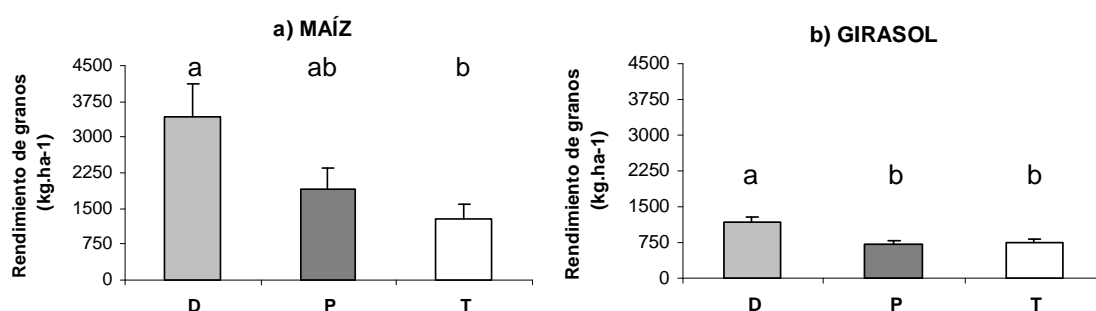 a) MAÍZ
Rendimiento de granos
(kg.ha-1)
4500
3750
3000
2250
1500
750
0
a
ab
b
D
P
T
b) GIRASOL
Rendimiento de granos
(kg.ha-1)
4500
3750
3000
2250
1500
750
0
a
b
b
D
P
T